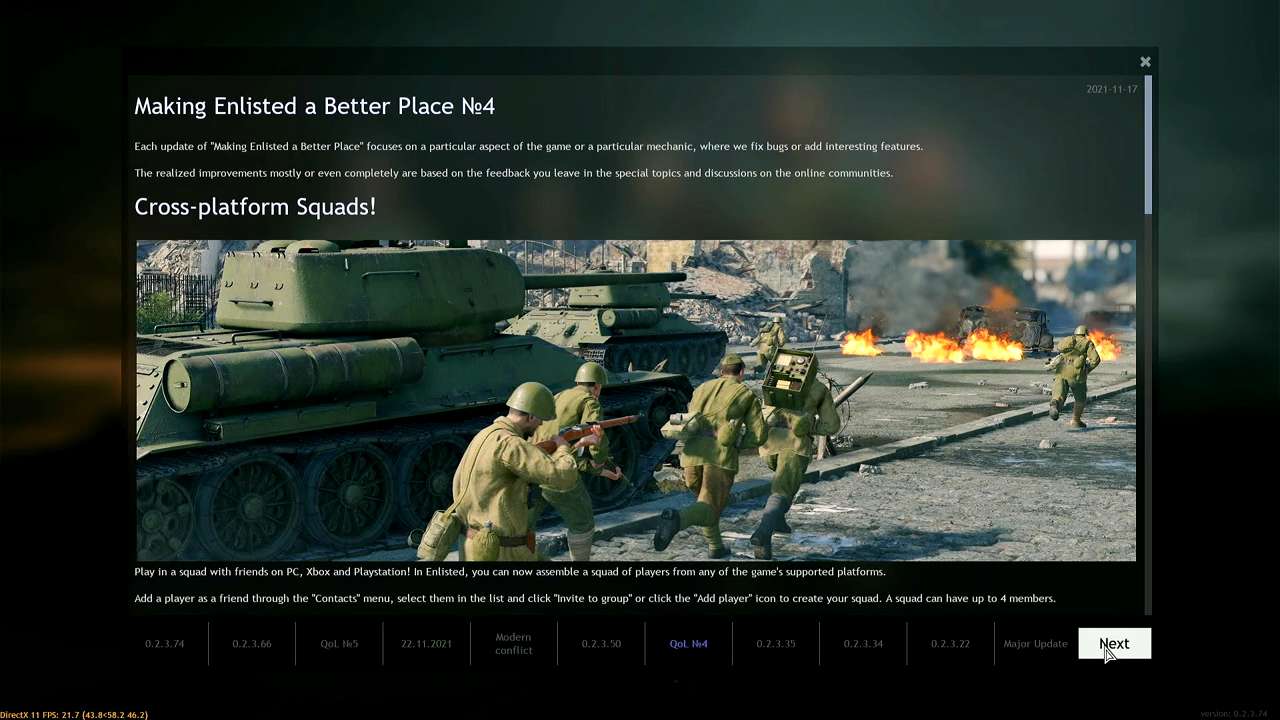 2021-11-17
Making Enlisted a Better Place №4
Each update of "Making Enlisted a Better Place" focuses on a particular aspect of the game or a particular mechanic, where we fix bugs or add interesting features.
The realized improvements mostly or even completely are based on the feedback you leave in the special topics and discussions on the online communities.
Cross-platform Squads!
Play in a squad with friends on PC, Xbox and Playstation! In Enlisted, you can now assemble a squad of players from any of the game's supported platforms.
Add a player as a friend through the "Contacts" menu, select them in the list and click "Invite to group" or click the "Add player" icon to create your squad. A squad can have up to 4 members.
0.2.3.74
0.2.3.66
QoL №5
22.11.2021
Modern
conflict
0.2.3.50
QoL №4
0.2.3.35
0.2.3.34
0.2.3.22
Major Update
Next
DirectX 11 FPS: 21.7 (43.8<58.2 46.2)
version: 0.2.3.74